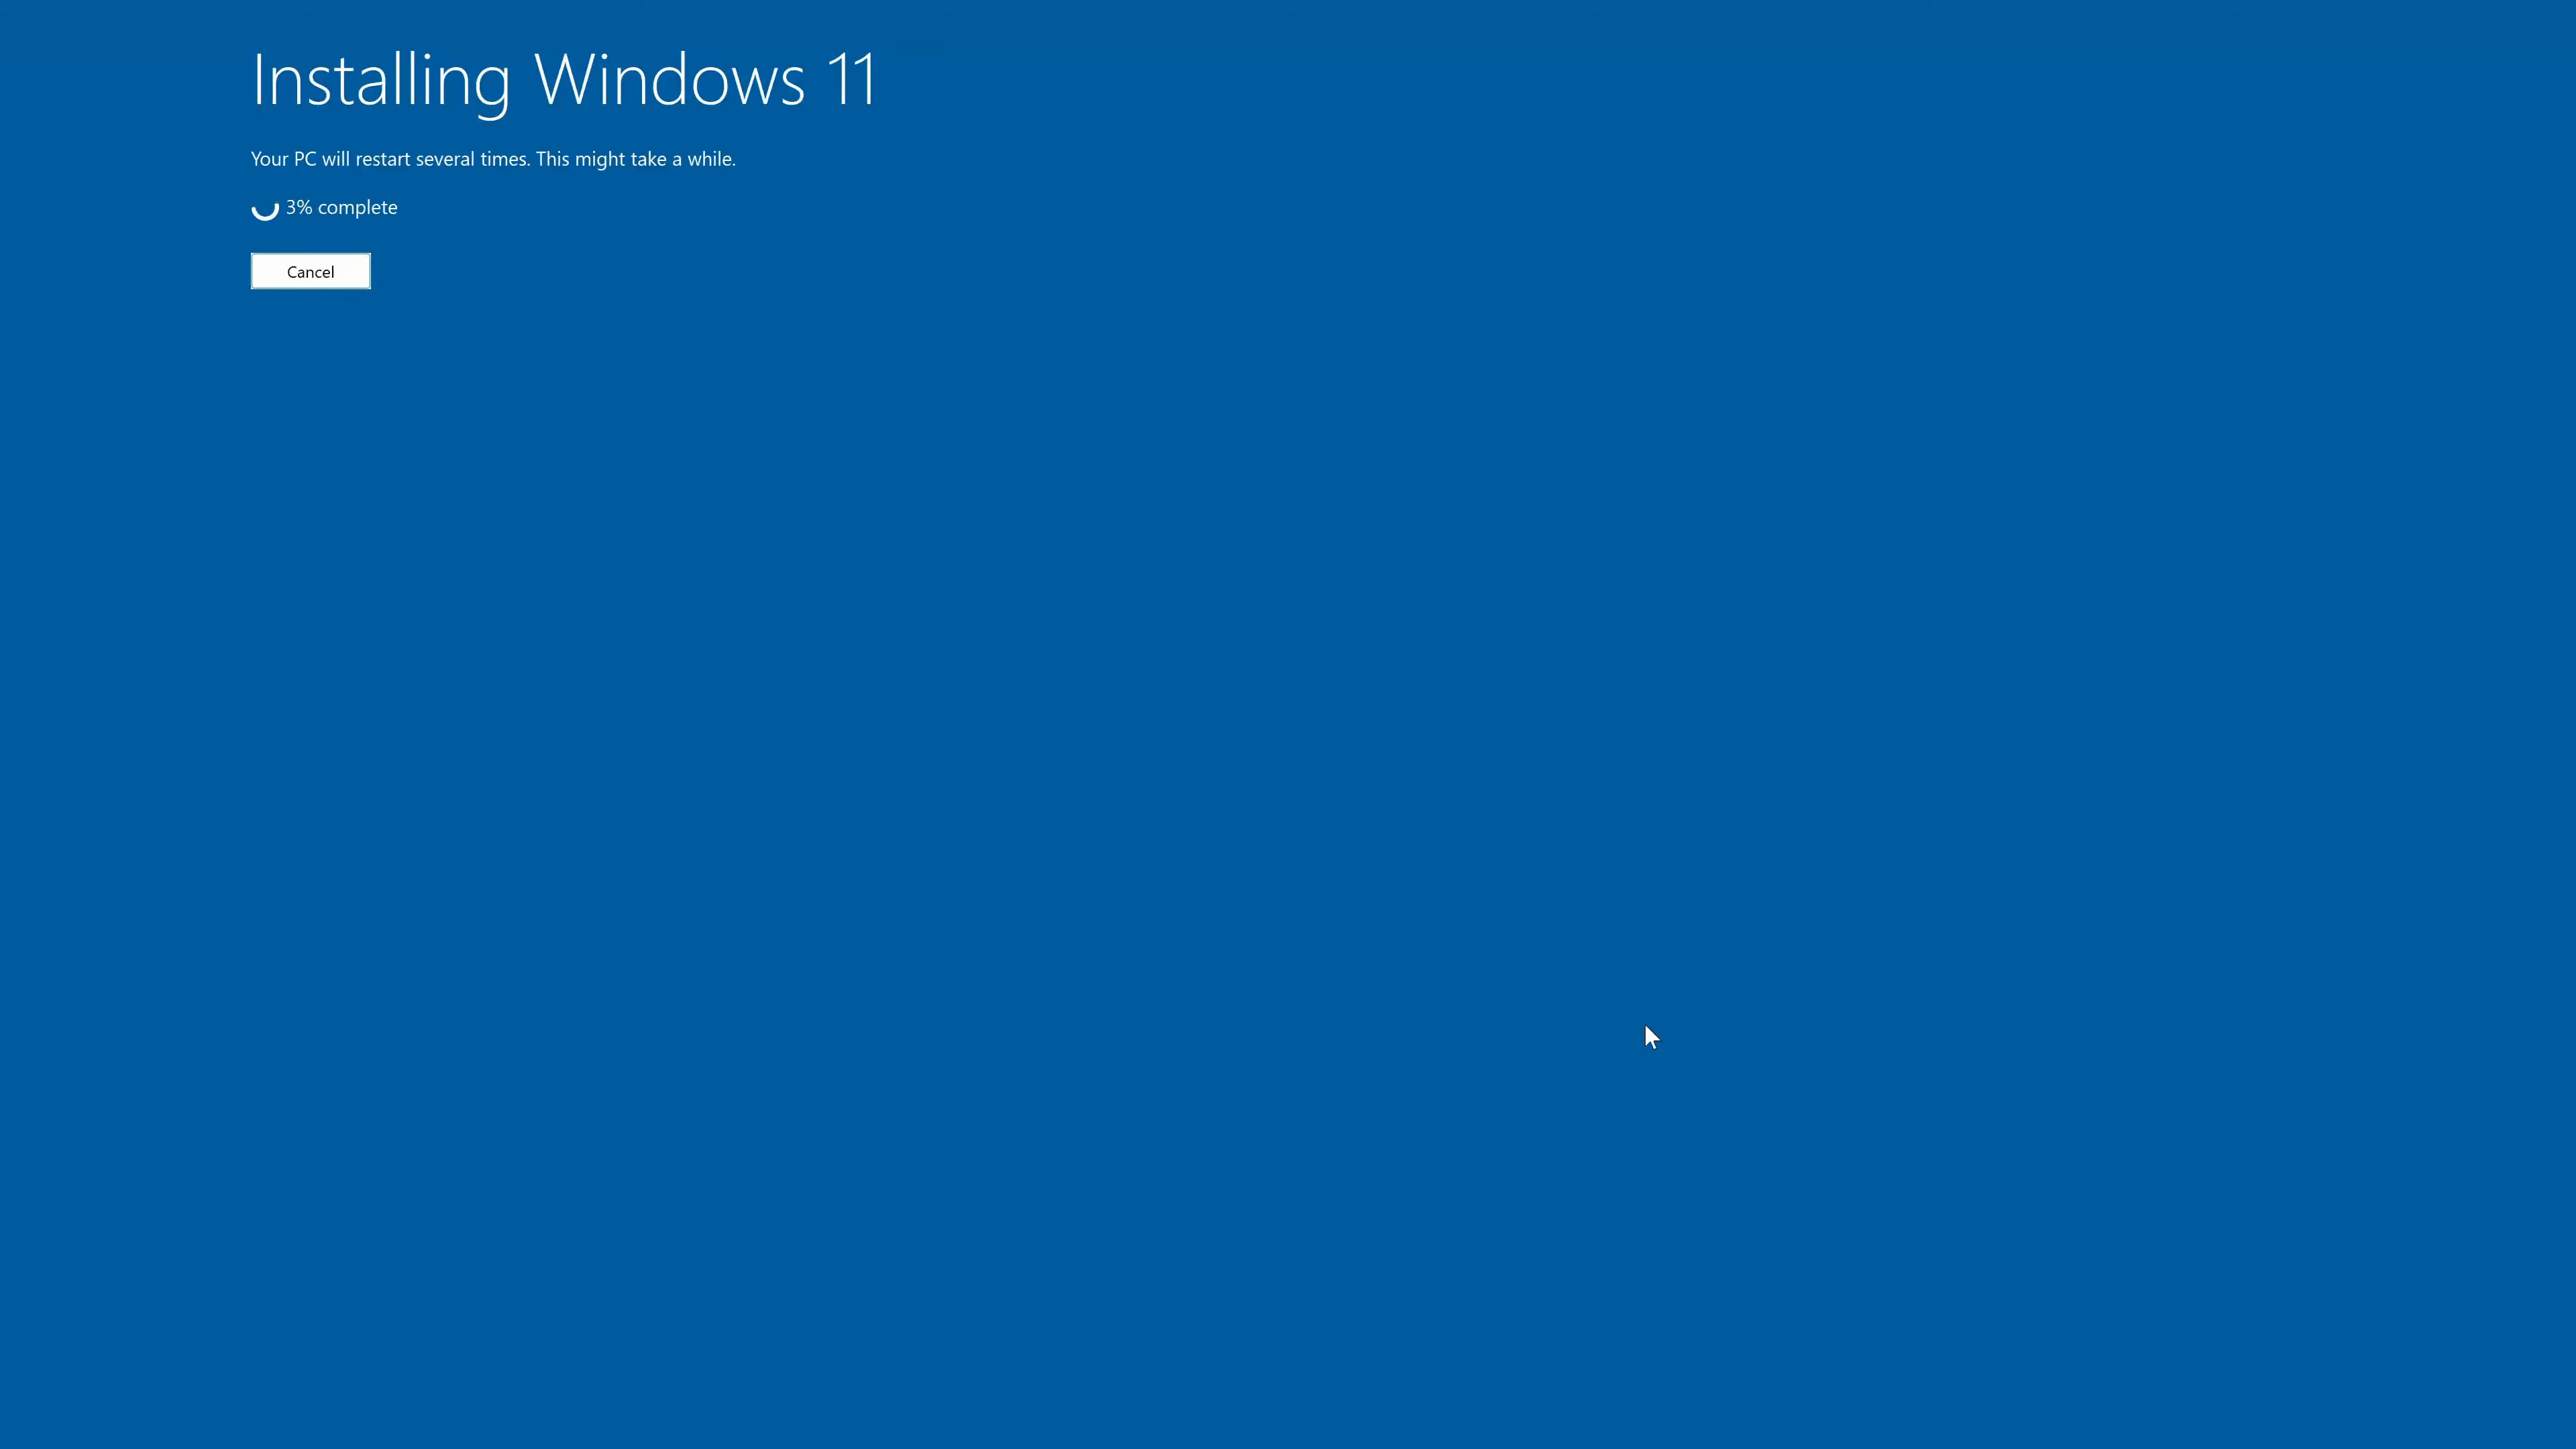 Installing Windows 11
Your PC will restart several times. This might take a while.
3% complete
Cancel